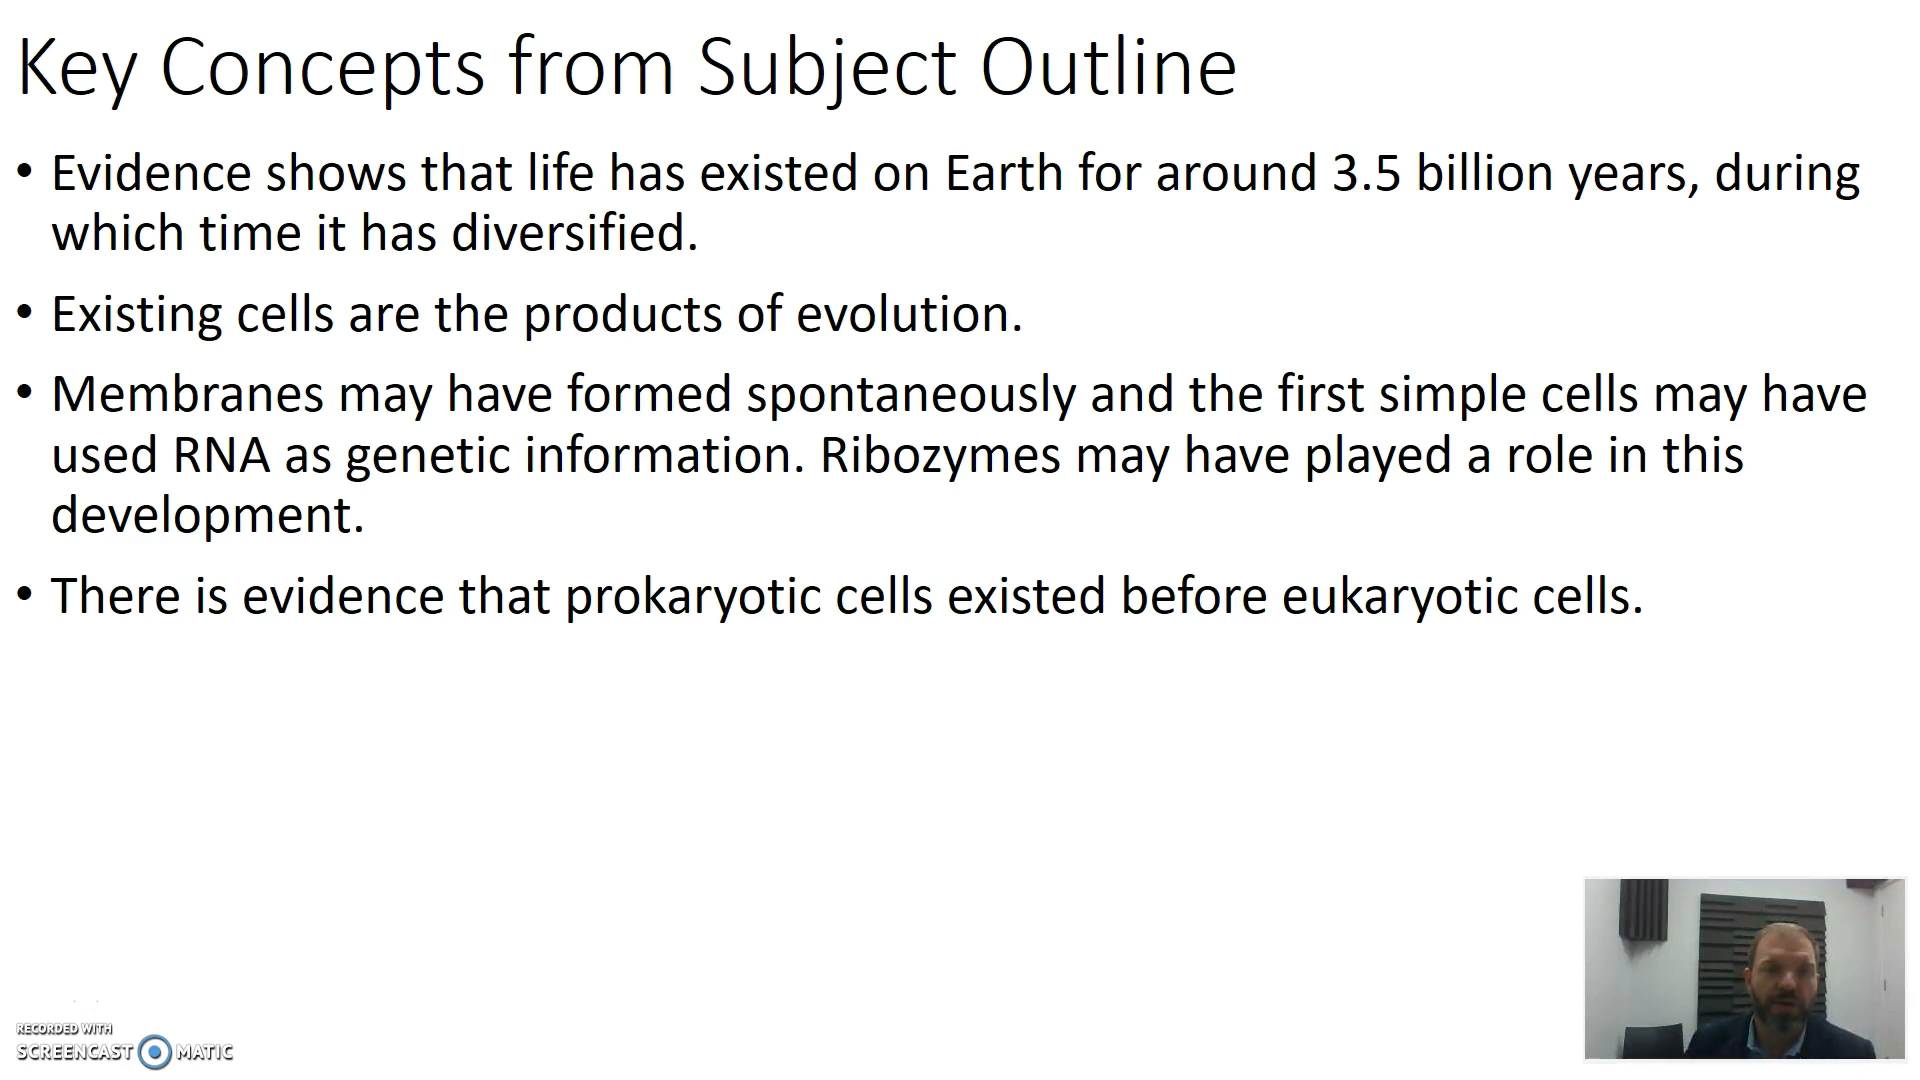 Key Concepts from Subject Outline
• Evidence shows that life has existed on Earth for around 3.5 billion years, during
which time it has diversified.
• Existing cells are the products of evolution.
• Membranes may have formed spontaneously and the first simple cells may have
used RNA as genetic information. Ribozymes may have played a role in this
development.
• There is evidence that prokaryotic cells existed before eukaryotic cells.
RECORDED WITH
SCREENCAST MATIC